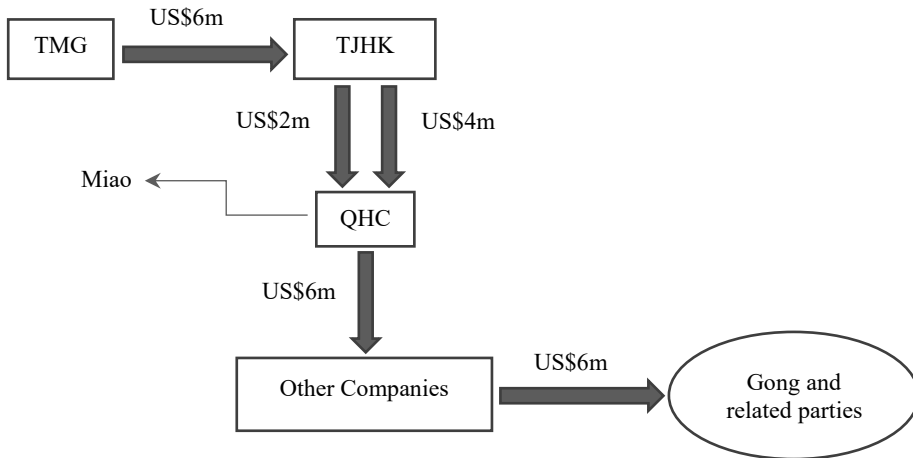 US$6m
TMG
TJHK
US$2m
US$4m
Miao
QHC
US$6m
US$6m
Other Companies
Gong and
related parties